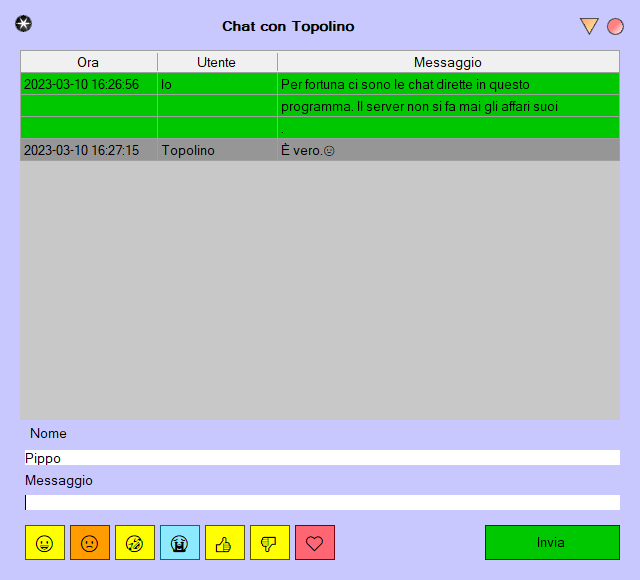 Chat con Topolino
Ora Utente Messaggio
2023-03-10 16:26:56 Io Per fortuna ci sono le chat dirette in questo
programma. Il server non si fa mai gli affari suoi
.
2023-03-10 16:27:15 Topolino È vero.☺
Nome
Pippo
Messaggio
Invia